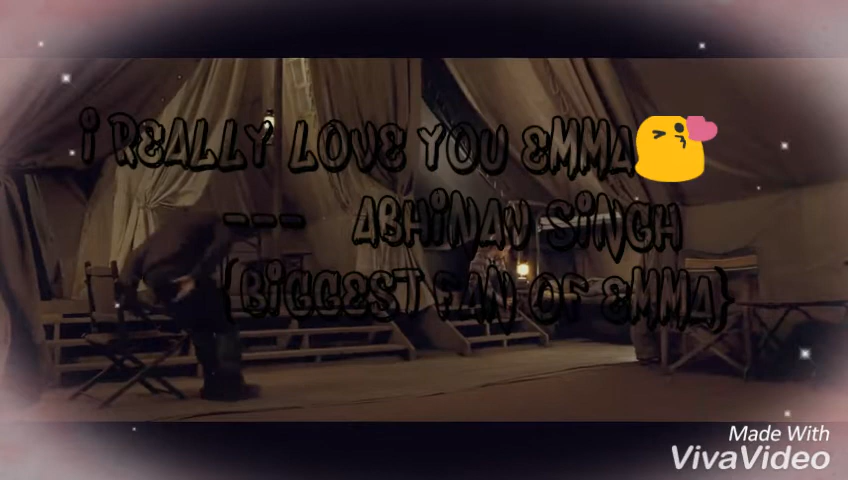 I REALLY LOVE YOU EMMA
--- ABHINAV SINGH
{BIGGEST FAN OF EMMA}
Made With
VivaVideo